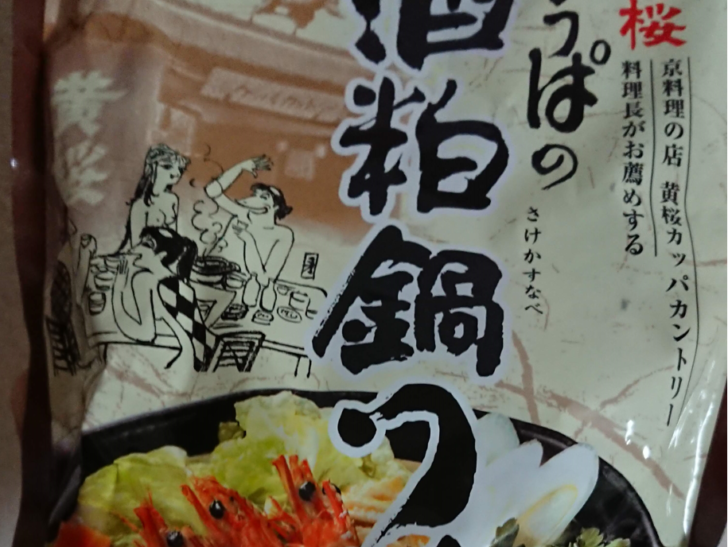 桜
京料理の店 黄桜カッパカントリー
料理長がお薦めする
っぱの
酒粕鍋つ
さけかすなべ
黄桜